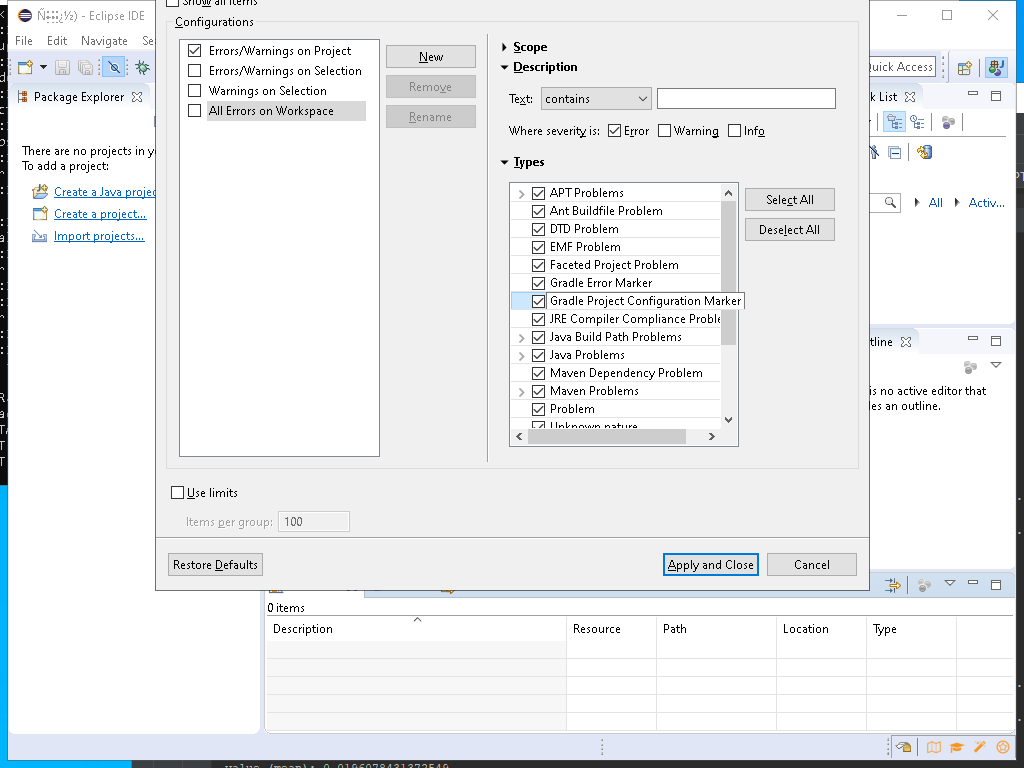 Show all items
- Eclipse IDE
File Edit Navigate Se
Quick Access
Package Explorer
There are no projects in y
To add a project:
Create a Java projec
Create a project...
Import projects...
Configurations
Errors/Warnings on Project
Errors/Warnings on Selection
Warnings on Selection
All Errors on Workspace
New
Remove
Rename
Scope
Description
Text: contains
Where severity is: Error Warning Info
Types
APT Problems
Ant Buildfile Problem
DTD Problem
EMF Problem
Faceted Project Problem
Gradle Error Marker
Gradle Project Configuration Marker
JRE Compiler Compliance Proble
Java Build Path Problems
Java Problems
Maven Dependency Problem
Maven Problems
Problem
Unknown nature
Select All
Deselect All
Use limits
Items per group: 100
Restore Defaults
Apply and Close
Cancel
k List
All Activ...
tline
is no active editor that
es an outline.
0 items
Description Resource Path Location Type
value (mean): 0.0196078431372549